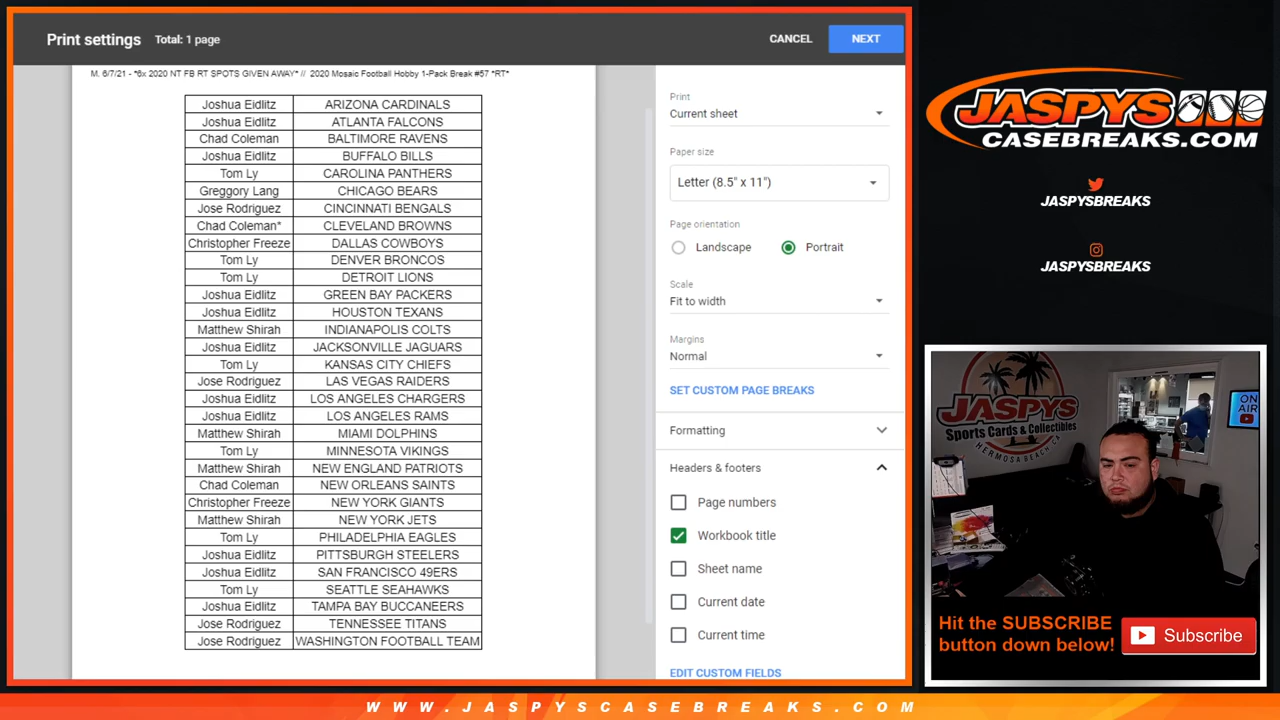 Print settings Total: 1 page CANCEL NEXT
M. 6/7/21 - *6x 2020 NT FB RT SPOTS GIVEN AWAY* // 2020 Mosaic Football Hobby 1-Pack Break #57 *RT*
Joshua Eidlitz ARIZONA CARDINALS
Joshua Eidlitz ATLANTA FALCONS
Chad Coleman BALTIMORE RAVENS
Joshua Eidlitz BUFFALO BILLS
Tom Ly CAROLINA PANTHERS
Greggory Lang CHICAGO BEARS
Jose Rodriguez CINCINNATI BENGALS
Chad Coleman* CLEVELAND BROWNS
Christopher Freeze DALLAS COWBOYS
Tom Ly DENVER BRONCOS
Tom Ly DETROIT LIONS
Joshua Eidlitz GREEN BAY PACKERS
Joshua Eidlitz HOUSTON TEXANS
Matthew Shirah INDIANAPOLIS COLTS
Joshua Eidlitz JACKSONVILLE JAGUARS
Tom Ly KANSAS CITY CHIEFS
Jose Rodriguez LAS VEGAS RAIDERS
Joshua Eidlitz LOS ANGELES CHARGERS
Joshua Eidlitz LOS ANGELES RAMS
Matthew Shirah MIAMI DOLPHINS
Tom Ly MINNESOTA VIKINGS
Matthew Shirah NEW ENGLAND PATRIOTS
Chad Coleman NEW ORLEANS SAINTS
Christopher Freeze NEW YORK GIANTS
Matthew Shirah NEW YORK JETS
Tom Ly PHILADELPHIA EAGLES
Joshua Eidlitz PITTSBURGH STEELERS
Joshua Eidlitz SAN FRANCISCO 49ERS
Tom Ly SEATTLE SEAHAWKS
Joshua Eidlitz TAMPA BAY BUCCANEERS
Jose Rodriguez TENNESSEE TITANS
Jose Rodriguez WASHINGTON FOOTBALL TEAM
Print
Current sheet
Paper size
Letter (8.5" x 11")
Page orientation
Landscape Portrait
Scale
Fit to width
Margins
Normal
SET CUSTOM PAGE BREAKS
Formatting
Headers & footers
Page numbers
Workbook title
Sheet name
Current date
Current time
EDIT CUSTOM FIELDS
JASPYS
CASEBREAKS.COM
JASPYSBREAKS
JASPYSBREAKS
JASPYS
Sports Cards & Collectibles
HERMOSA BEACH, CA
ON
AIR
Hit the SUBSCRIBE
button down below!
Subscribe
WWW.JASPYSCASEBREAKS.COM